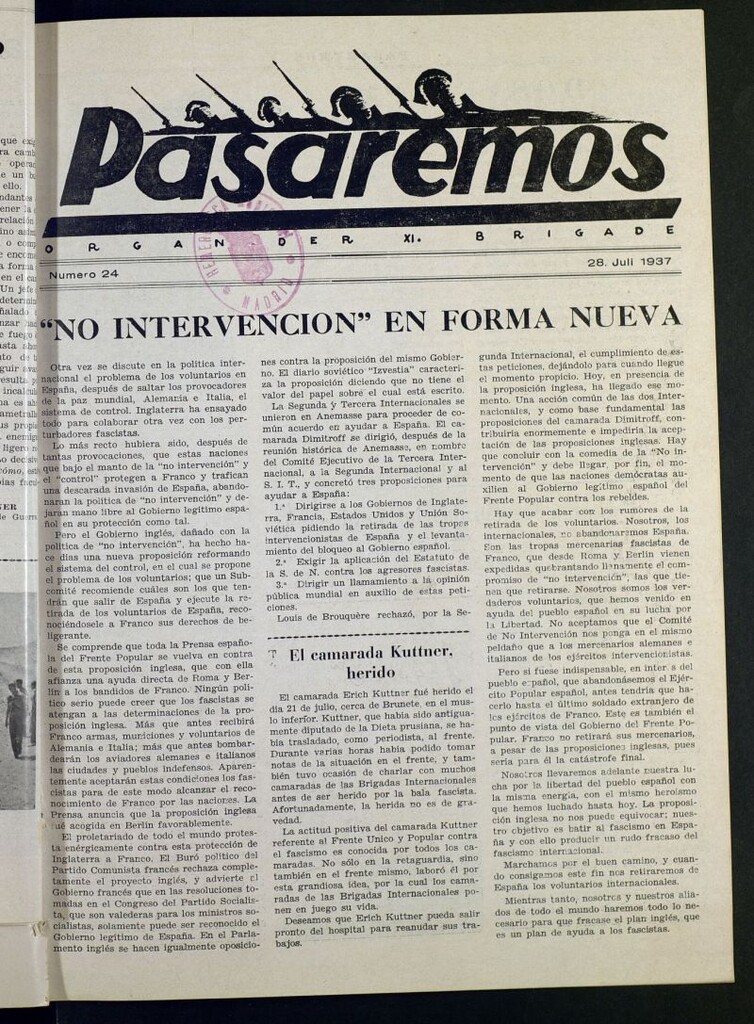 Pasaremos
ORGAN DER XI. BRIGADE
Numero 24
28. Juli 1937
HEMEROTECA MUNICIPAL
MADRID
"NO INTERVENCION" EN FORMA NUEVA
Otra vez se discute en la política inter-
nacional el problema de los voluntarios en
España, después de saltar los provocadores
de la paz mundial, Alemania e Italia, el
sistema de control. Inglaterra ha ensayado
todo para colaborar otra vez con los per-
turbadores fascistas.
Lo más recto hubiera sido, después de
tantas provocaciones, que estas naciones
que bajo el manto de la "no intervención" y
el "control" protegen a Franco y trafican
una descarada invasión de España, abando-
naran la política de "no intervención" y de-
jaran mano libre al Gobierno legítimo espa-
ñol en su protección como tal.
Pero el Gobierno inglés, dañado con la
política de "no intervención", ha hecho ha-
ce días una nueva proposición reformando
el sistema del control, en el cual se propone
el problema de los voluntarios; que un Sub-
comité recomiende cuáles son los que ten-
drán que salir de España y ejecute la re-
tirada de los voluntarios de España, reco-
nociéndosele a Franco sus derechos de be-
ligerante.
Se comprende que toda la Prensa españo-
la del Frente Popular se vuelva en contra
de esta proposición inglesa, que con ella
afianza una ayuda directa de Roma y Ber-
lín a los bandidos de Franco. Ningún polí-
tico serio puede creer que los fascistas se
atengan a las determinaciones de la pro-
posición inglesa. Más que antes recibirá
Franco armas, municiones y voluntarios de
Alemania e Italia; más que antes bombar-
dearán los aviadores alemanes e italianos
las ciudades y pueblos indefensos. Aparen-
temente aceptarán estas condiciones los fas-
cistas para de este modo alcanzar el reco-
nocimiento de Franco por las naciones. La
Prensa anuncia que la proposición inglesa
fué acogida en Berlín favorablemente.
El proletariado de todo el mundo protes-
ta enérgicamente contra esta protección de
Inglaterra a Franco. El Buró político del
Partido Comunista francés rechaza comple-
tamente el proyecto inglés, y advierte al
Gobierno francés que en las resoluciones to-
madas en el Congreso del Partido Socialis-
ta, que son valederas para los ministros so-
cialistas, solamente puede ser reconocido el
Gobierno legítimo de España. En el Parla-
mento inglés se hacen igualmente oposicio-
nes contra la proposición del mismo Gobier-
no. El diario soviético "Izvestia" caracteri-
za la proposición diciendo que no tiene el
valor del papel sobre el cual está escrito.
La Segunda y Tercera Internacionales se
unieron en Annemasse para proceder de co-
mún acuerdo en ayuda a España. El ca-
marada Dimitroff se dirigió, después de la
reunión histórica de Anemasse, en nombre
del Comité Ejecutivo de la Tercera Inter-
nacional, a la Segunda Internacional y al
S. I. T., y concretó tres proposiciones para
ayudar a España:
1.ª Dirigirse a los Gobiernos de Inglate-
rra, Francia, Estados Unidos y Unión So-
viética pidiendo la retirada de las tropas
intervencionistas de España y el levanta-
miento del bloqueo al Gobierno español.
2.ª Exigir la aplicación del Estatuto de
la S. de N. contra los agresores fascistas.
3.ª Dirigir un llamamiento a la opinión
pública mundial en auxilio de estas peti-
ciones.
Louis de Brouquère rechazó, por la Se-
El camarada Kuttner,
herido
El camarada Erich Kuttner fué herido el
día 21 de julio, cerca de Brunete, en el mus-
lo inferior. Kuttner, que había sido antigua-
mente diputado de la Dieta prusiana, se ha-
bía trasladado, como periodista, al frente.
Durante varias horas había podido tomar
notas de la situación en el frente, y tam-
bién tuvo ocasión de charlar con muchos
camaradas de las Brigadas Internacionales
antes de ser herido por la bala fascista.
Afortunadamente, la herida no es de gra-
vedad.
La actitud positiva del camarada Kuttner
referente al Frente Unico y Popular contra
el fascismo es conocida por todos los ca-
maradas. No sólo en la retaguardia, sino
también en el frente mismo, laboró él por
esta grandiosa idea, por la cual los cama-
radas de las Brigadas Internacionales po-
nen en juego su vida.
Deseamos que Erich Kuttner pueda salir
pronto del hospital para reanudar sus tra-
bajos.
gunda Internacional, el cumplimiento de es-
tas peticiones, dejándolo para cuando llegue
el momento propicio. Hoy, en presencia de
la proposición inglesa, ha llegado ese mo-
mento. Una acción común de las dos Inter-
nacionales, y como base fundamental las
proposiciones del camarada Dimitroff, con-
tribuiría enormemente e impediría la acep-
tación de las proposiciones inglesas. Hay
que concluir con la comedia de la "No in-
tervención" y debe llegar, por fin, el mo-
mento de que las naciones demócratas au-
xilien al Gobierno legítimo español del
Frente Popular contra los rebeldes.
Hay que acabar con los rumores de la
retirada de los voluntarios. Nosotros, los
internacionales, no abandonaremos España.
Son las tropas mercenarias fascistas de
Franco, que desde Roma y Berlín vienen
expedidas quebrantando llanamente el com-
promiso de "no intervención", las que tie-
nen que retirarse. Nosotros somos los ver-
daderos voluntarios, que hemos venido en
ayuda del pueblo español en su lucha por
la Libertad. No aceptamos que el Comité
de No Intervención nos ponga en el mismo
peldaño que a los mercenarios alemanes e
italianos de los ejércitos intervencionistas.
Pero si fuese indispensable, en interés del
pueblo español, que abandonásemos el Ejér-
cito Popular español, antes tendría que ha-
cerlo hasta el último soldado extranjero de
los ejércitos de Franco. Este es también el
punto de vista del Gobierno del Frente Po-
pular. Franco no retirará sus mercenarios,
a pesar de las proposiciones inglesas, pues
sería para él la catástrofe final.
Nosotros llevaremos adelante nuestra lu-
cha por la libertad del pueblo español con
la misma energía, con el mismo heroísmo
que hemos luchado hasta hoy. La proposi-
ción inglesa no nos puede equivocar; nues-
tro objetivo es batir al fascismo en Espa-
ña y con ello producir un rudo fracaso del
fascismo internacional.
Marchamos por el buen camino, y cuan-
do consigamos este fin nos retiraremos de
España los voluntarios internacionales.
Mientras tanto, nosotros y nuestros alia-
dos de todo el mundo haremos todo lo ne-
cesario para que fracase el plan inglés, que
es un plan de ayuda a los fascistas.